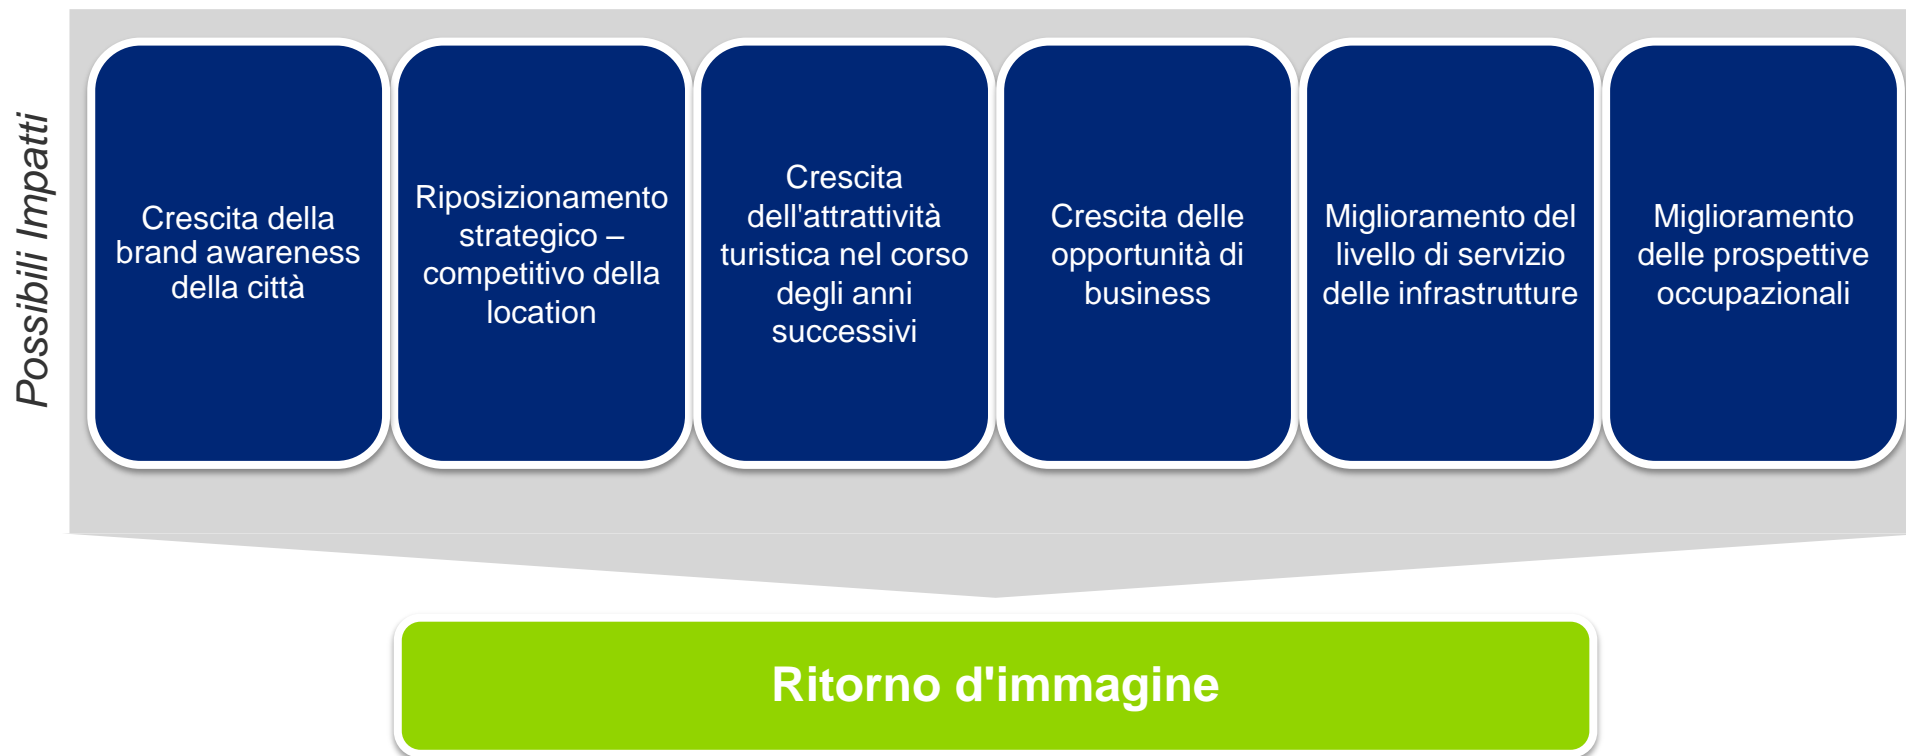 Possibili Impatti
Crescita della
brand awareness
della città
Riposizionamento
strategico –
competitivo della
location
Crescita
dell'attrattività
turistica nel corso
degli anni
successivi
Crescita delle
opportunità di
business
Miglioramento del
livello di servizio
delle infrastrutture
Miglioramento
delle prospettive
occupazionali
Ritorno d'immagine